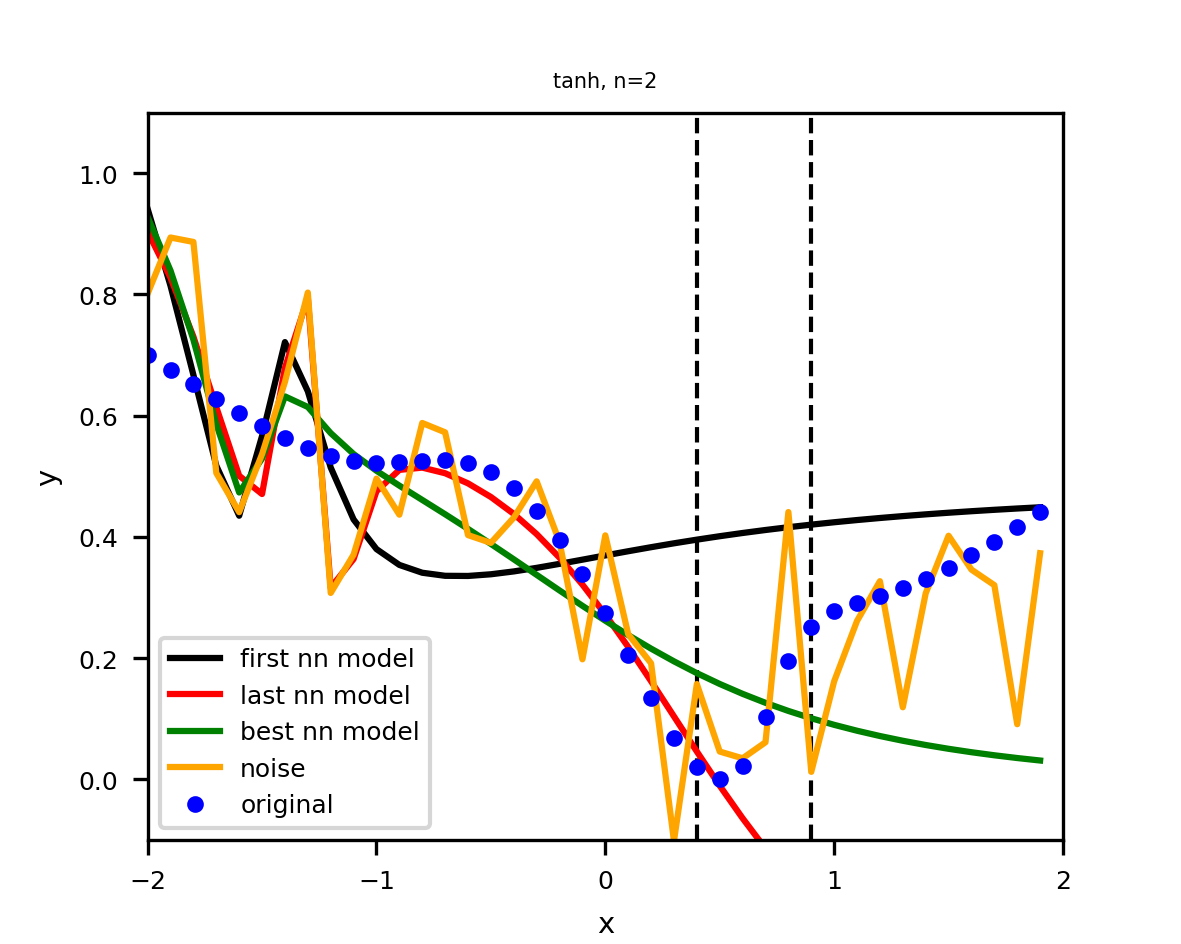 tanh, n=2
y
1.0
0.8
0.6
0.4
0.2
0.0
first nn model
last nn model
best nn model
noise
original
−2
−1
0
1
2
x